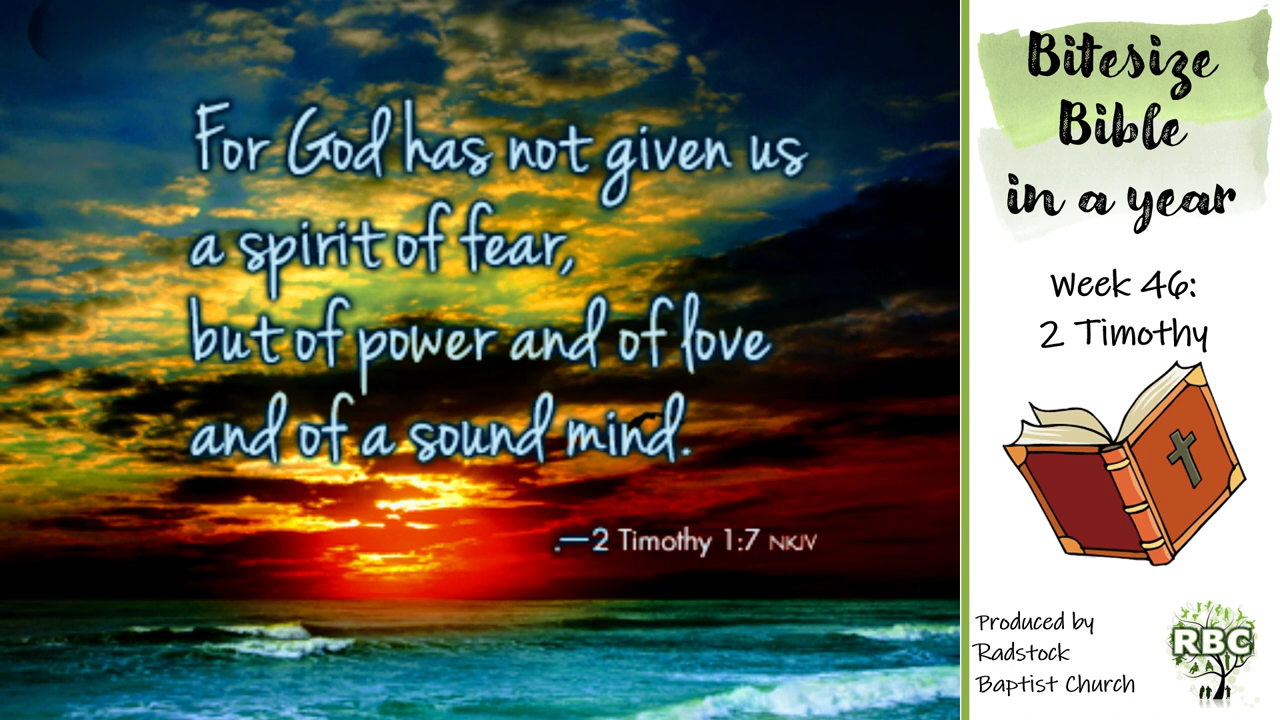 For God has not given us
a spirit of fear,
but of power and of love
and of a sound mind.
.—2 Timothy 1:7 NKJV
Bitesize
Bible
in a year
Week 46:
2 Timothy
Produced by
Radstock
Baptist Church
RBC